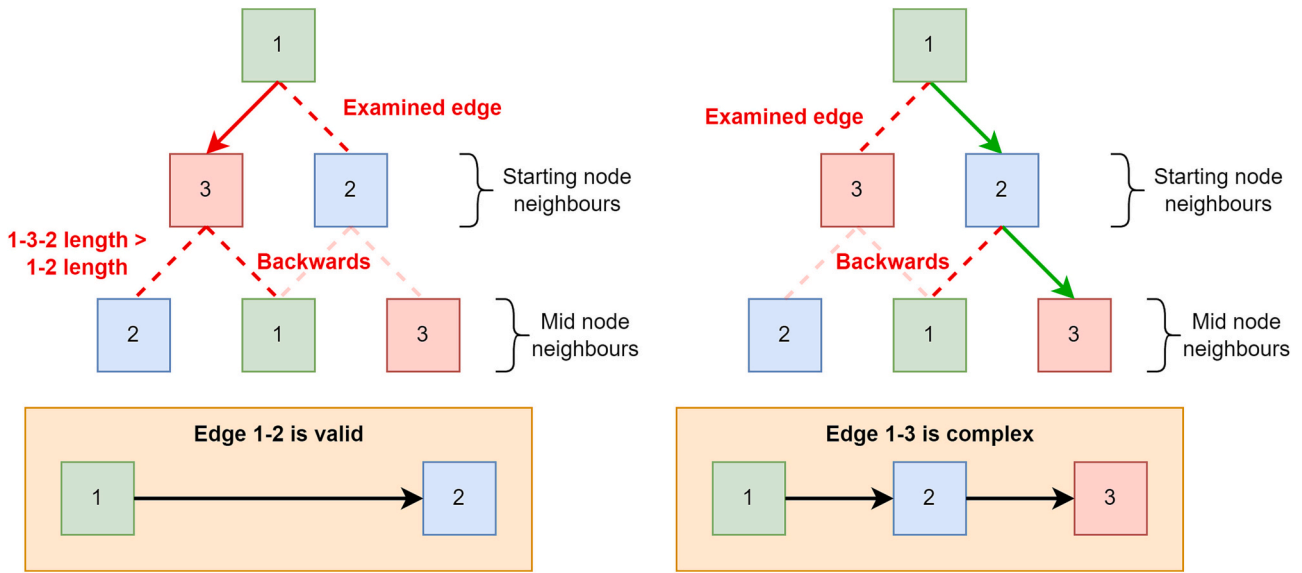 1
Examined edge
3
2
Starting node
neighbours
1-3-2 length >
1-2 length
Backwards
2
1
3
Mid node
neighbours
Edge 1-2 is valid
1
2
1
Examined edge
3
2
Starting node
neighbours
Backwards
2
1
3
Mid node
neighbours
Edge 1-3 is complex
1
2
3